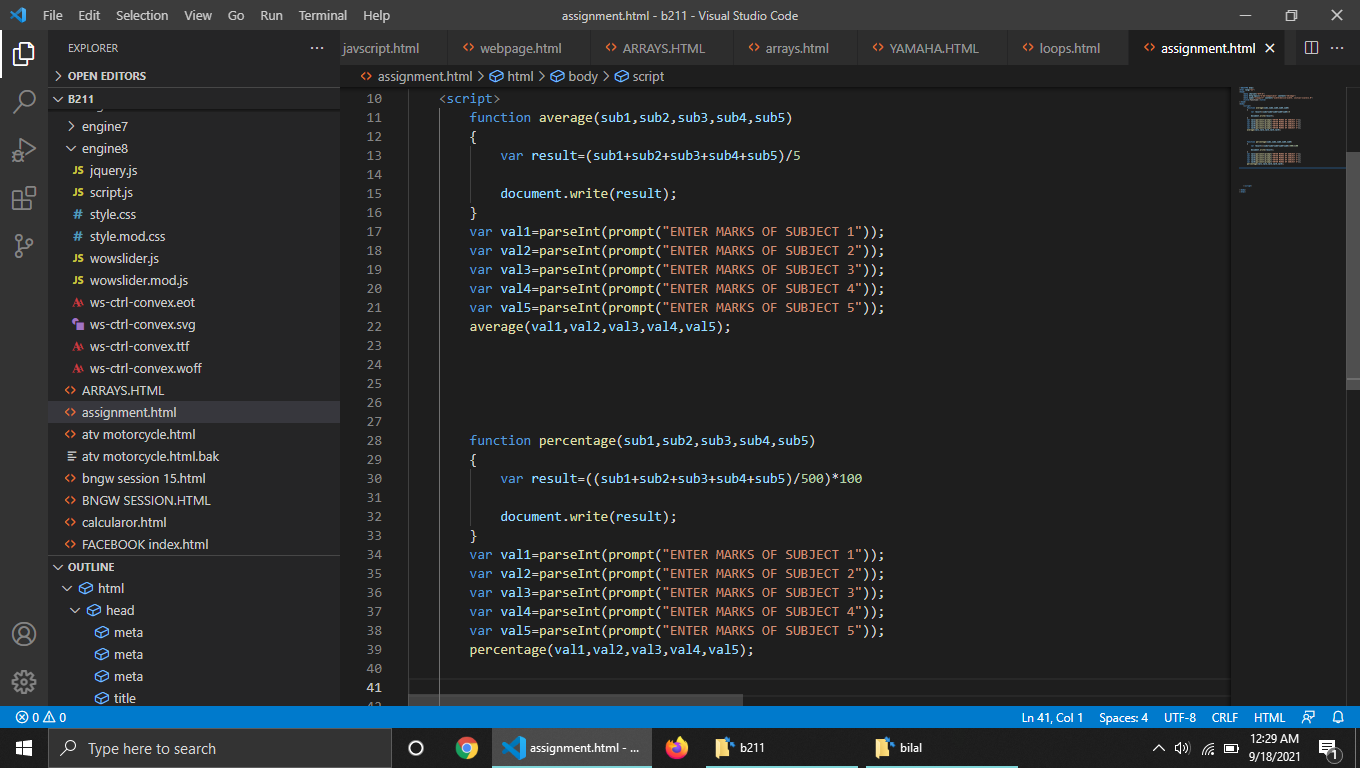 File Edit Selection View Go Run Terminal Help
assignment.html - b211 - Visual Studio Code
EXPLORER
OPEN EDITORS
B211
engine7
engine8
JS jquery.js
JS script.js
# style.css
# style.mod.css
JS wowslider.js
JS wowslider.mod.js
ws-ctrl-convex.eot
ws-ctrl-convex.svg
ws-ctrl-convex.ttf
ws-ctrl-convex.woff
ARRAYS.HTML
assignment.html
atv motorcycle.html
atv motorcycle.html.bak
bngw session 15.html
BNGW SESSION.HTML
calcularor.html
FACEBOOK index.html
OUTLINE
html
head
meta
meta
meta
title
javscript.html webpage.html ARRAYS.HTML arrays.html YAMAHA.HTML loops.html assignment.html
assignment.html > html > body > script
10 <script>
11 function average(sub1,sub2,sub3,sub4,sub5)
12 {
13 var result=(sub1+sub2+sub3+sub4+sub5)/5
14
15 document.write(result);
16 }
17 var val1=parseInt(prompt("ENTER MARKS OF SUBJECT 1"));
18 var val2=parseInt(prompt("ENTER MARKS OF SUBJECT 2"));
19 var val3=parseInt(prompt("ENTER MARKS OF SUBJECT 3"));
20 var val4=parseInt(prompt("ENTER MARKS OF SUBJECT 4"));
21 var val5=parseInt(prompt("ENTER MARKS OF SUBJECT 5"));
22 average(val1,val2,val3,val4,val5);
23
24
25
26
27
28 function percentage(sub1,sub2,sub3,sub4,sub5)
29 {
30 var result=((sub1+sub2+sub3+sub4+sub5)/500)*100
31
32 document.write(result);
33 }
34 var val1=parseInt(prompt("ENTER MARKS OF SUBJECT 1"));
35 var val2=parseInt(prompt("ENTER MARKS OF SUBJECT 2"));
36 var val3=parseInt(prompt("ENTER MARKS OF SUBJECT 3"));
37 var val4=parseInt(prompt("ENTER MARKS OF SUBJECT 4"));
38 var val5=parseInt(prompt("ENTER MARKS OF SUBJECT 5"));
39 percentage(val1,val2,val3,val4,val5);
40
41
0 0
Ln 41, Col 1 Spaces: 4 UTF-8 CRLF HTML
Type here to search
assignment.html - ...
b211
bilal
12:29 AM
9/18/2021
1